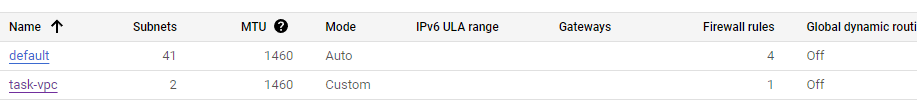 Name Subnets MTU Mode IPv6 ULA range Gateways Firewall rules Global dynamic routi
default 41 1460 Auto 4 Off
task-vpc 2 1460 Custom 1 Off